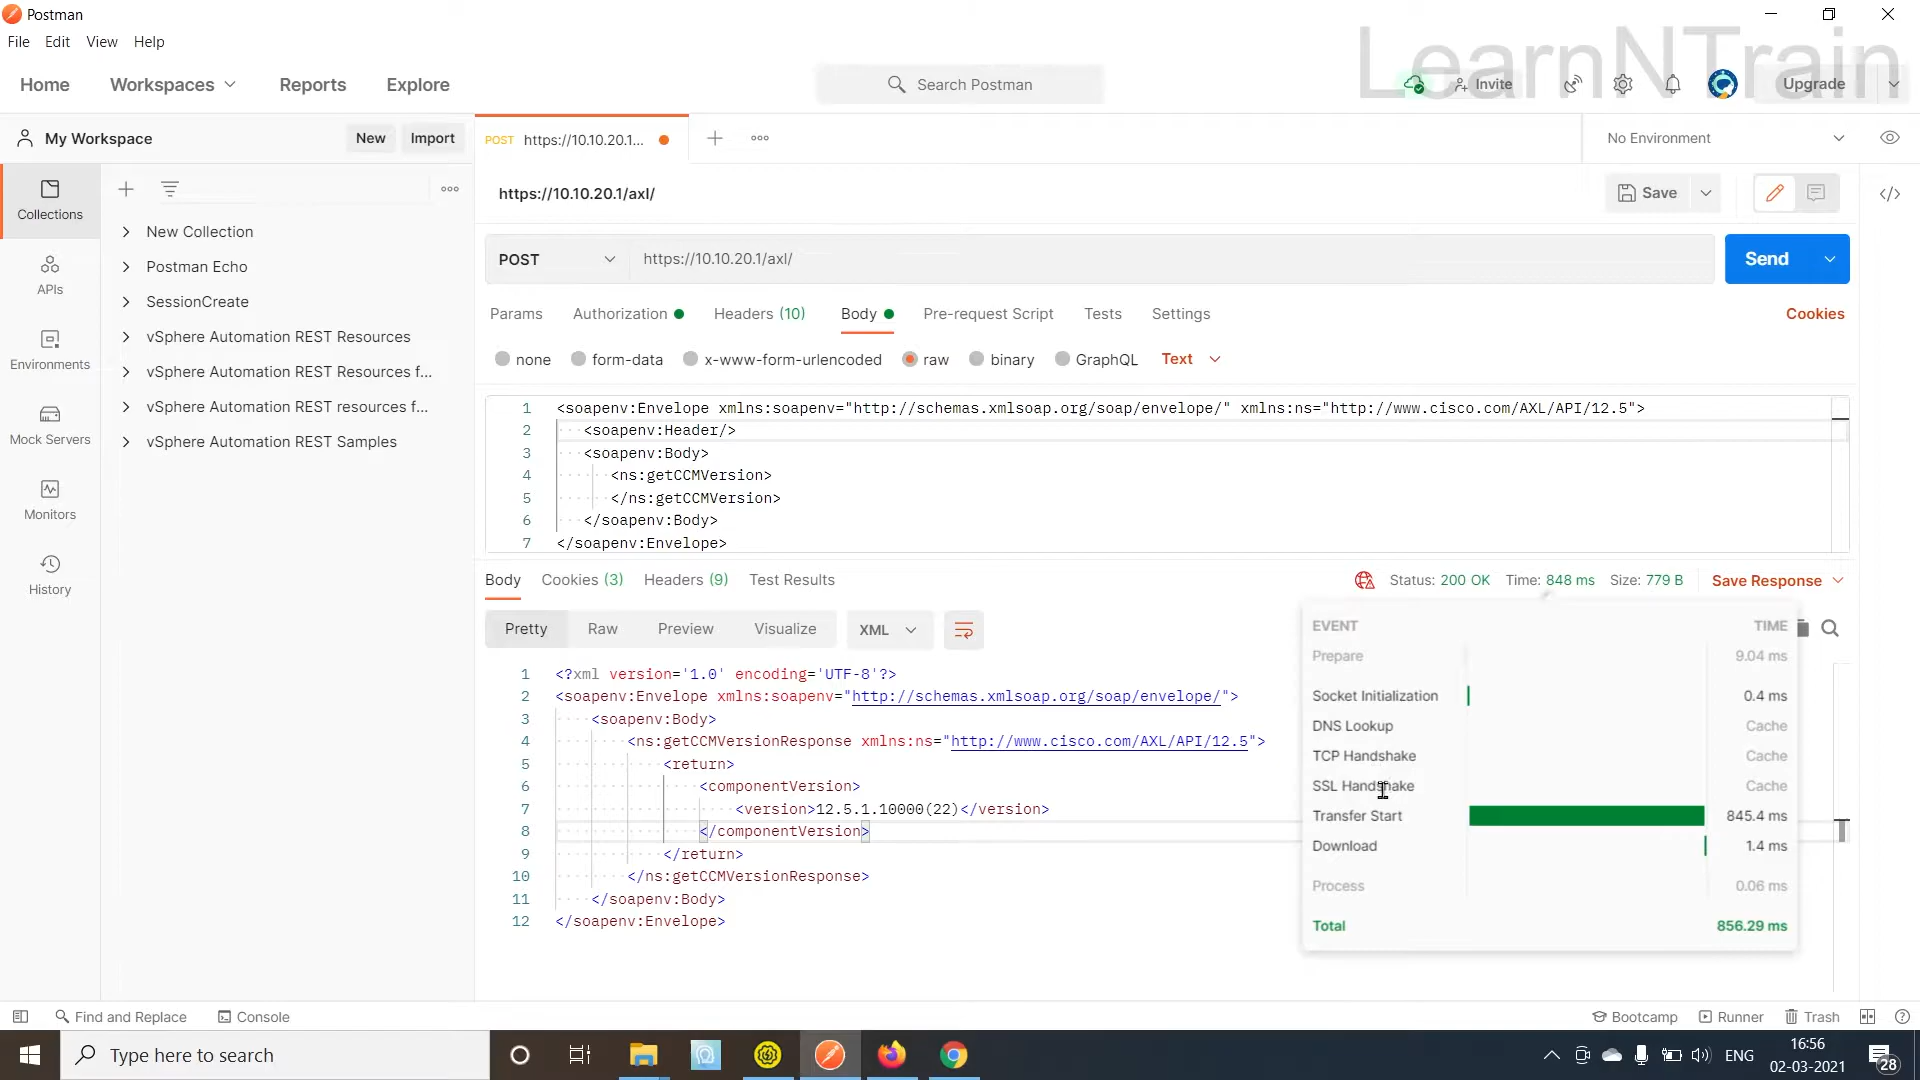 Postman
File Edit View Help
LearnNTrain
Home Workspaces Reports Explore Search Postman Invite Upgrade
My Workspace New Import POST https://10.10.20.1... No Environment
https://10.10.20.1/axl/ Save
Collections
APIs
Environments
Mock Servers
Monitors
History
New Collection
Postman Echo
SessionCreate
vSphere Automation REST Resources
vSphere Automation REST Resources f...
vSphere Automation REST resources f...
vSphere Automation REST Samples
POST https://10.10.20.1/axl/ Send
Params Authorization Headers (10) Body Pre-request Script Tests Settings Cookies
none form-data x-www-form-urlencoded raw binary GraphQL Text
1 <soapenv:Envelope xmlns:soapenv="http://schemas.xmlsoap.org/soap/envelope/" xmlns:ns="http://www.cisco.com/AXL/API/12.5">
2 <soapenv:Header/>
3 <soapenv:Body>
4 <ns:getCCMVersion>
5 </ns:getCCMVersion>
6 </soapenv:Body>
7 </soapenv:Envelope>
Body Cookies (3) Headers (9) Test Results Status: 200 OK Time: 848 ms Size: 779 B Save Response
Pretty Raw Preview Visualize XML
1 <?xml version='1.0' encoding='UTF-8'?>
2 <soapenv:Envelope xmlns:soapenv="http://schemas.xmlsoap.org/soap/envelope/">
3 <soapenv:Body>
4 <ns:getCCMVersionResponse xmlns:ns="http://www.cisco.com/AXL/API/12.5">
5 <return>
6 <componentVersion>
7 <version>12.5.1.10000(22)</version>
8 </componentVersion>
9 </return>
10 </ns:getCCMVersionResponse>
11 </soapenv:Body>
12 </soapenv:Envelope>
EVENT TIME
Prepare 9.04 ms
Socket Initialization 0.4 ms
DNS Lookup Cache
TCP Handshake Cache
SSL Handshake Cache
Transfer Start 845.4 ms
Download 1.4 ms
Process 0.06 ms
Total 856.29 ms
Find and Replace Console Bootcamp Runner Trash
Type here to search ENG 16:56
02-03-2021 28